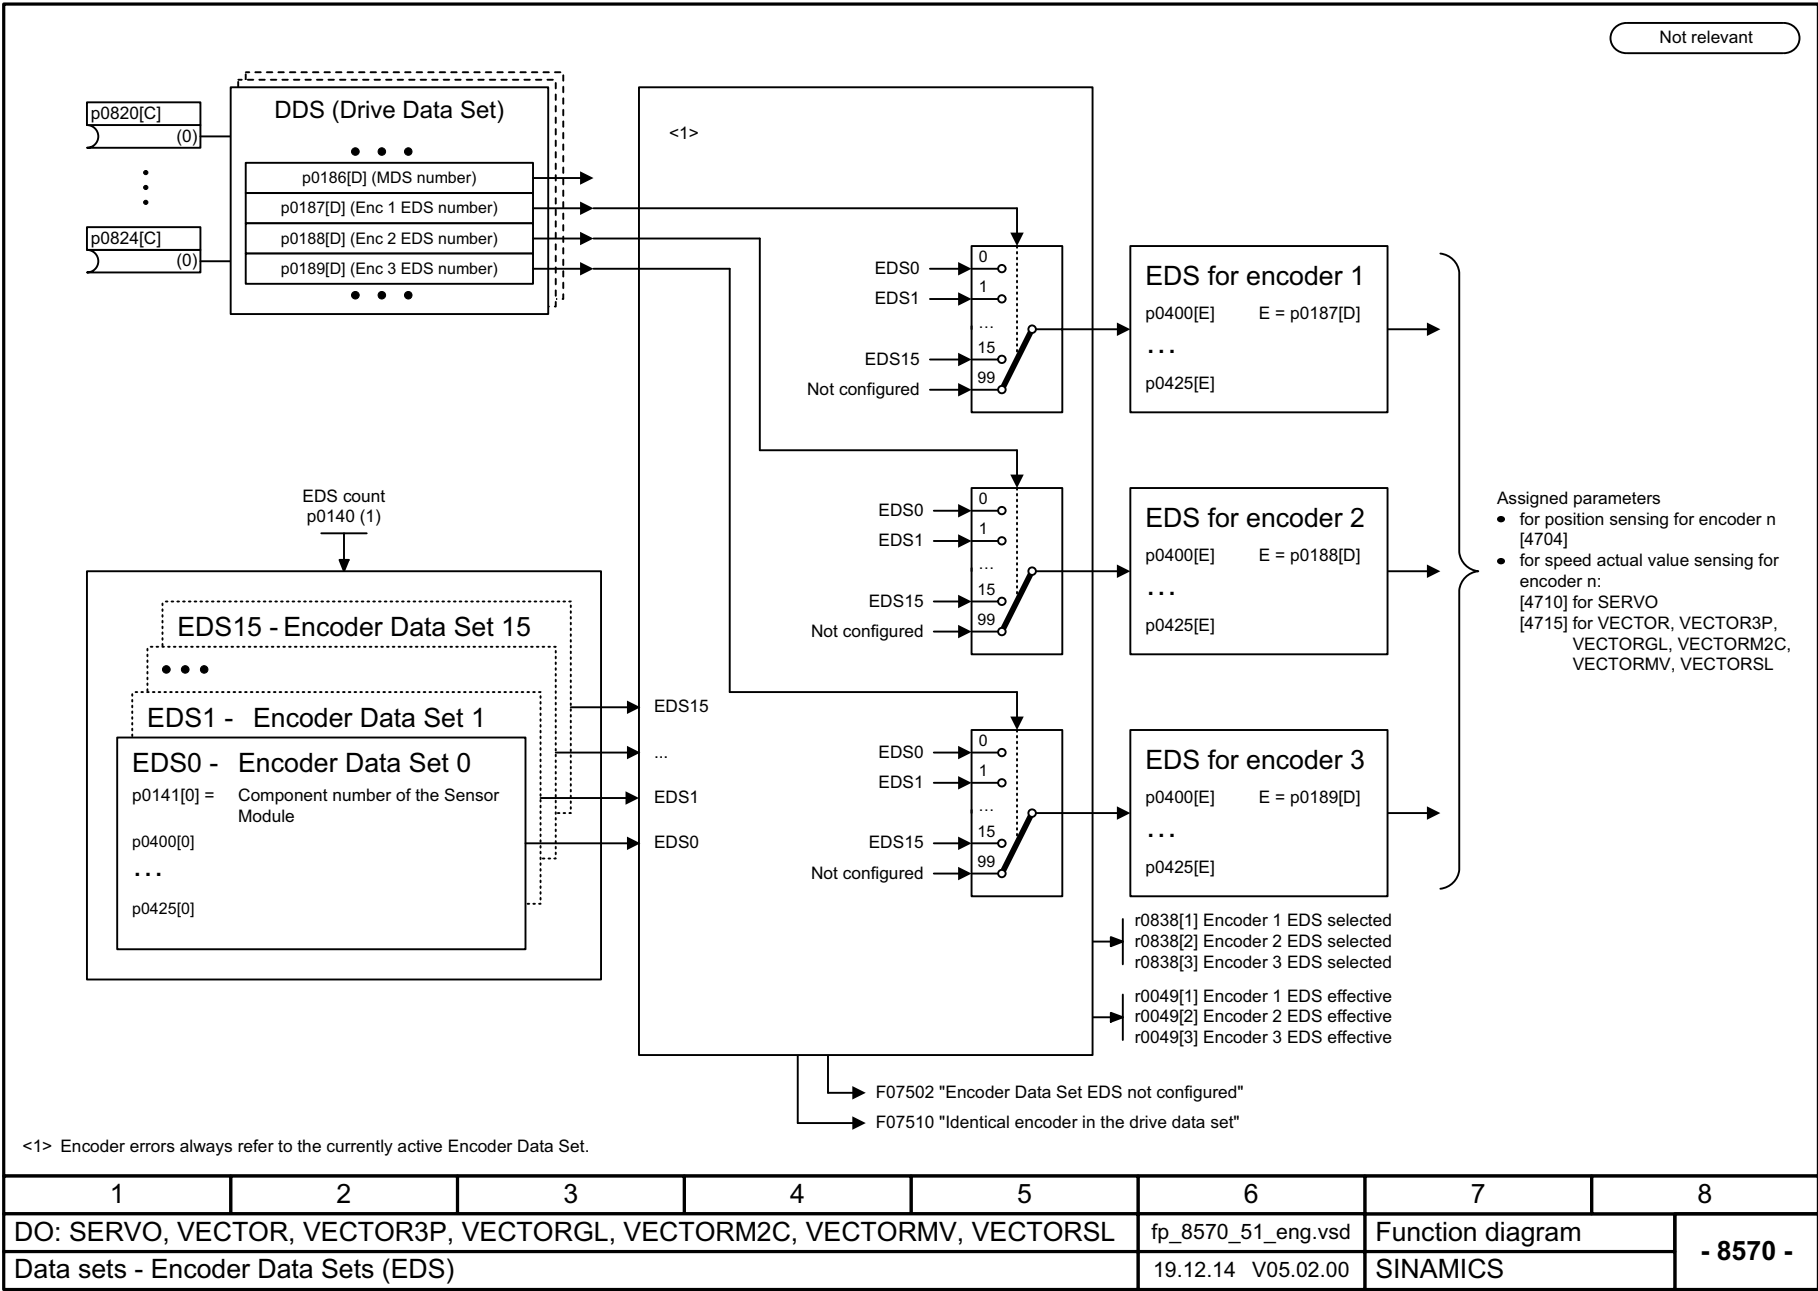 Not relevant
p0820[C]
(0)
p0824[C]
(0)
DDS (Drive Data Set)
p0186[D] (MDS number)
p0187[D] (Enc 1 EDS number)
p0188[D] (Enc 2 EDS number)
p0189[D] (Enc 3 EDS number)
<1>
EDS0
EDS1
EDS15
Not configured
0
1
...
15
99
EDS for encoder 1
p0400[E] E = p0187[D]
...
p0425[E]
EDS0
EDS1
EDS15
Not configured
0
1
...
15
99
EDS for encoder 2
p0400[E] E = p0188[D]
...
p0425[E]
EDS0
EDS1
EDS15
Not configured
0
1
...
15
99
EDS for encoder 3
p0400[E] E = p0189[D]
...
p0425[E]
Assigned parameters
• for position sensing for encoder n
[4704]
• for speed actual value sensing for
encoder n:
[4710] for SERVO
[4715] for VECTOR, VECTOR3P,
VECTORGL, VECTORM2C,
VECTORMV, VECTORSL
EDS count
p0140 (1)
EDS15 - Encoder Data Set 15
EDS1 - Encoder Data Set 1
EDS0 - Encoder Data Set 0
p0141[0] = Component number of the Sensor
Module
p0400[0]
...
p0425[0]
EDS15
...
EDS1
EDS0
r0838[1] Encoder 1 EDS selected
r0838[2] Encoder 2 EDS selected
r0838[3] Encoder 3 EDS selected
r0049[1] Encoder 1 EDS effective
r0049[2] Encoder 2 EDS effective
r0049[3] Encoder 3 EDS effective
F07502 "Encoder Data Set EDS not configured"
F07510 "Identical encoder in the drive data set"
<1> Encoder errors always refer to the currently active Encoder Data Set.
1 2 3 4 5 6 7 8
DO: SERVO, VECTOR, VECTOR3P, VECTORGL, VECTORM2C, VECTORMV, VECTORSL
fp_8570_51_eng.vsd
Function diagram
- 8570 -
Data sets - Encoder Data Sets (EDS)
19.12.14 V05.02.00
SINAMICS